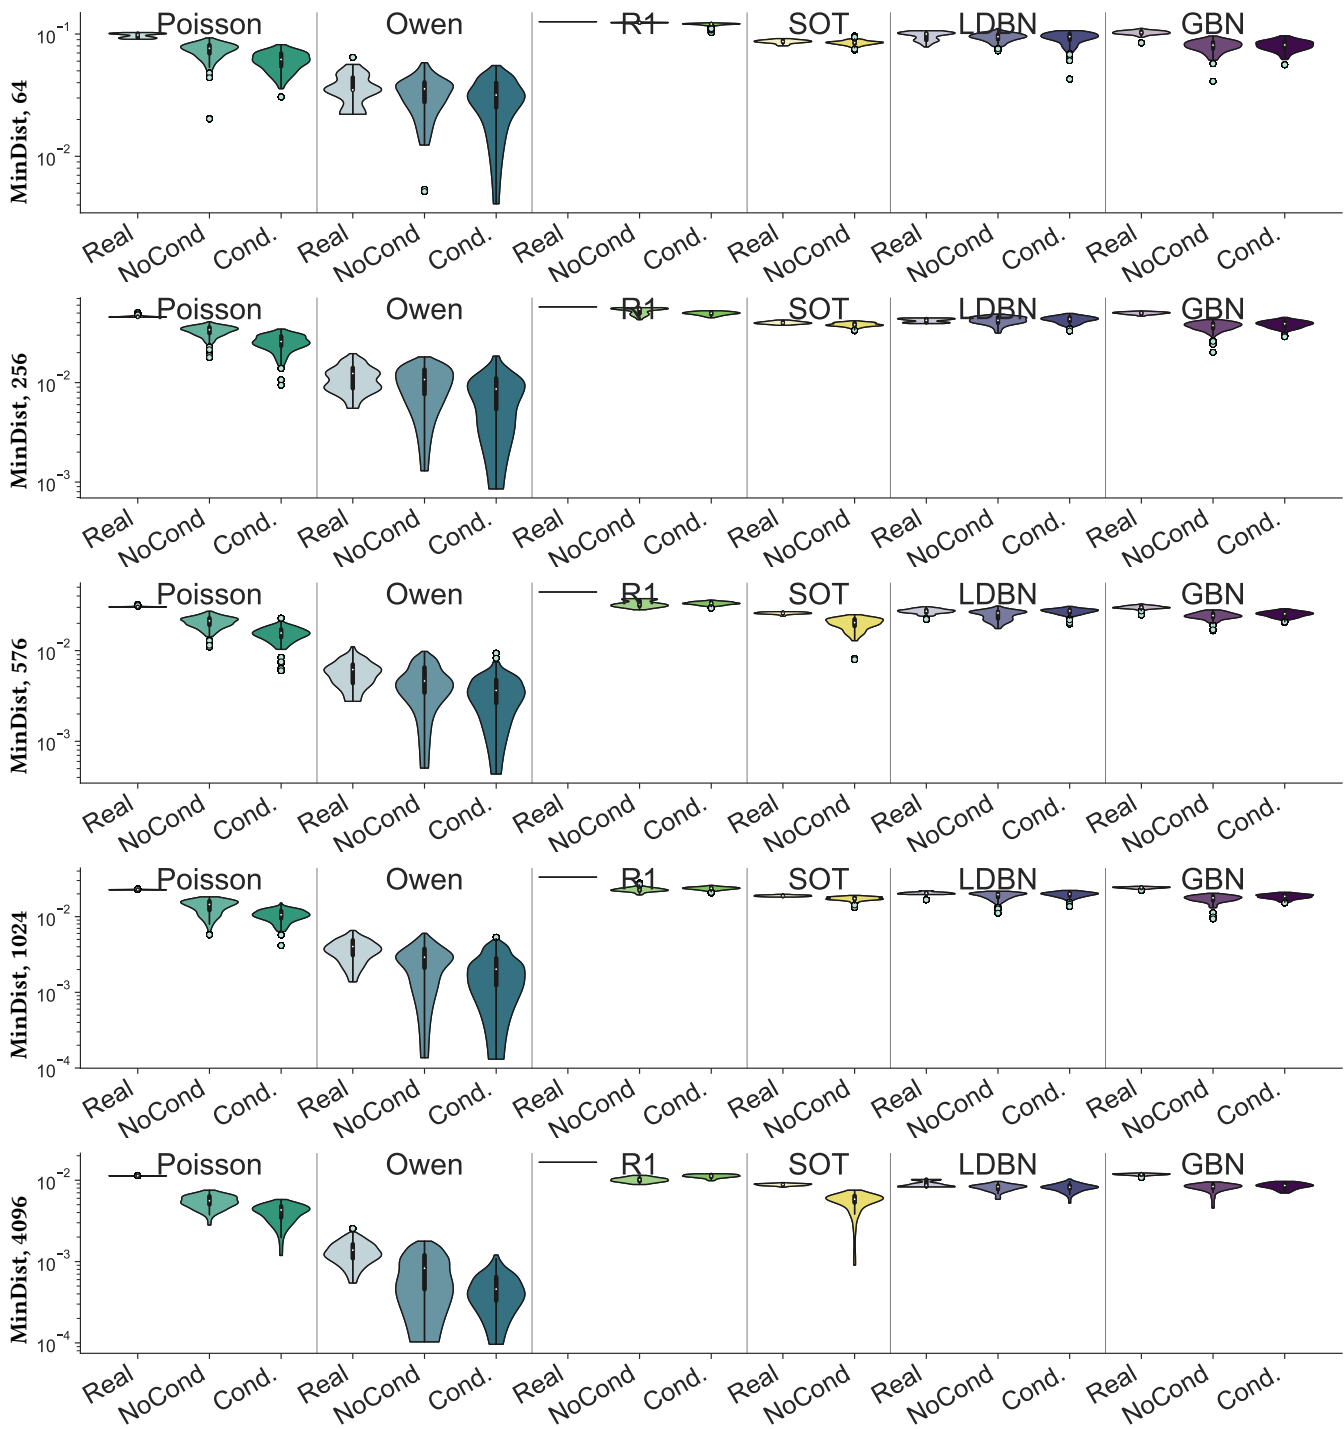 Poisson Owen R1 SOT LDBN GBN
MinDist, 64
10⁻¹
10⁻²
Real NoCond Cond. Real NoCond Cond. Real NoCond Cond. Real NoCond Real NoCond Cond. Real NoCond Cond.
Poisson Owen R1 SOT LDBN GBN
MinDist, 256
10⁻²
10⁻³
Real NoCond Cond. Real NoCond Cond. Real NoCond Cond. Real NoCond Real NoCond Cond. Real NoCond Cond.
Poisson Owen R1 SOT LDBN GBN
MinDist, 576
10⁻²
10⁻³
Real NoCond Cond. Real NoCond Cond. Real NoCond Cond. Real NoCond Real NoCond Cond. Real NoCond Cond.
Poisson Owen R1 SOT LDBN GBN
MinDist, 1024
10⁻²
10⁻³
10⁻⁴
Real NoCond Cond. Real NoCond Cond. Real NoCond Cond. Real NoCond Real NoCond Cond. Real NoCond Cond.
Poisson Owen R1 SOT LDBN GBN
MinDist, 4096
10⁻²
10⁻³
10⁻⁴
Real NoCond Cond. Real NoCond Cond. Real NoCond Cond. Real NoCond Real NoCond Cond. Real NoCond Cond.